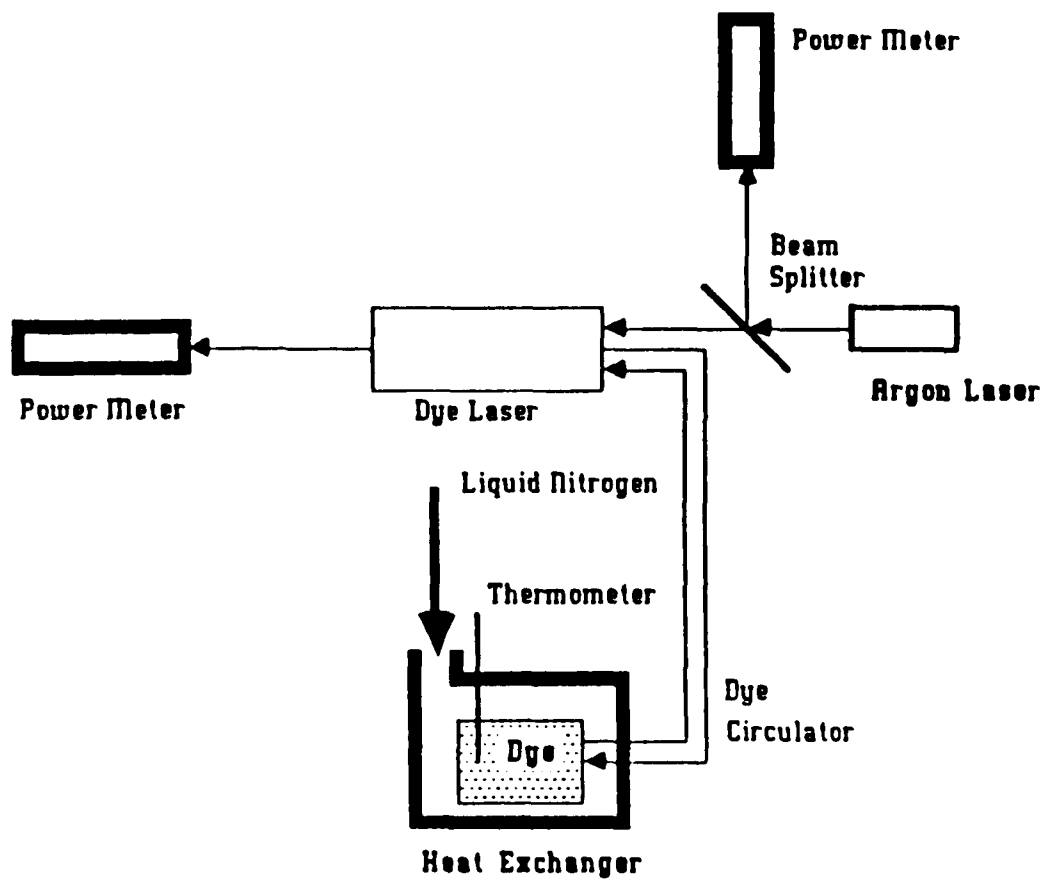 Power Meter
Beam
Splitter
Argon Laser
Power Meter
Dye Laser
Liquid Nitrogen
Thermometer
Dye
Circulator
Dye
Heat Exchanger